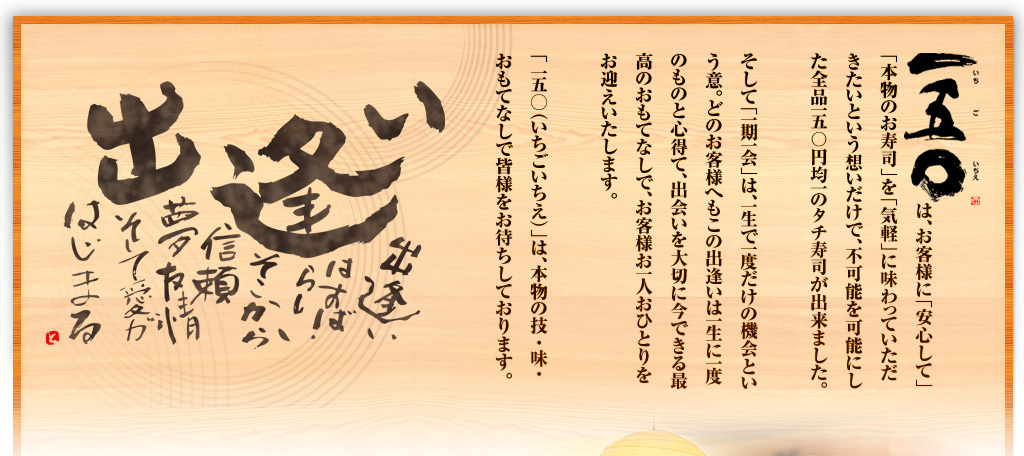 一五〇
いち ご いちえ
は、お客様に「安心して」
「本物のお寿司」を「気軽」に味わっていただ
きたいという想いだけで、不可能を可能にし
た全品一五〇円均一のタチ寿司が出来ました。
そして「一期一会」は、一生で一度だけの機会とい
う意。どのお客様へもこの出逢いは一生に一度
のものと心得て、出会いを大切に今できる最
高のおもてなしで、お客様お一人おひとりを
お迎えいたします。
「一五〇(いちごいちえ)」は、本物の技・味・
おもてなしで皆様をお待ちしております。
出逢い
出逢い
はすば
らしい
そこから
信頼
友情
夢
そして愛が
はじまる